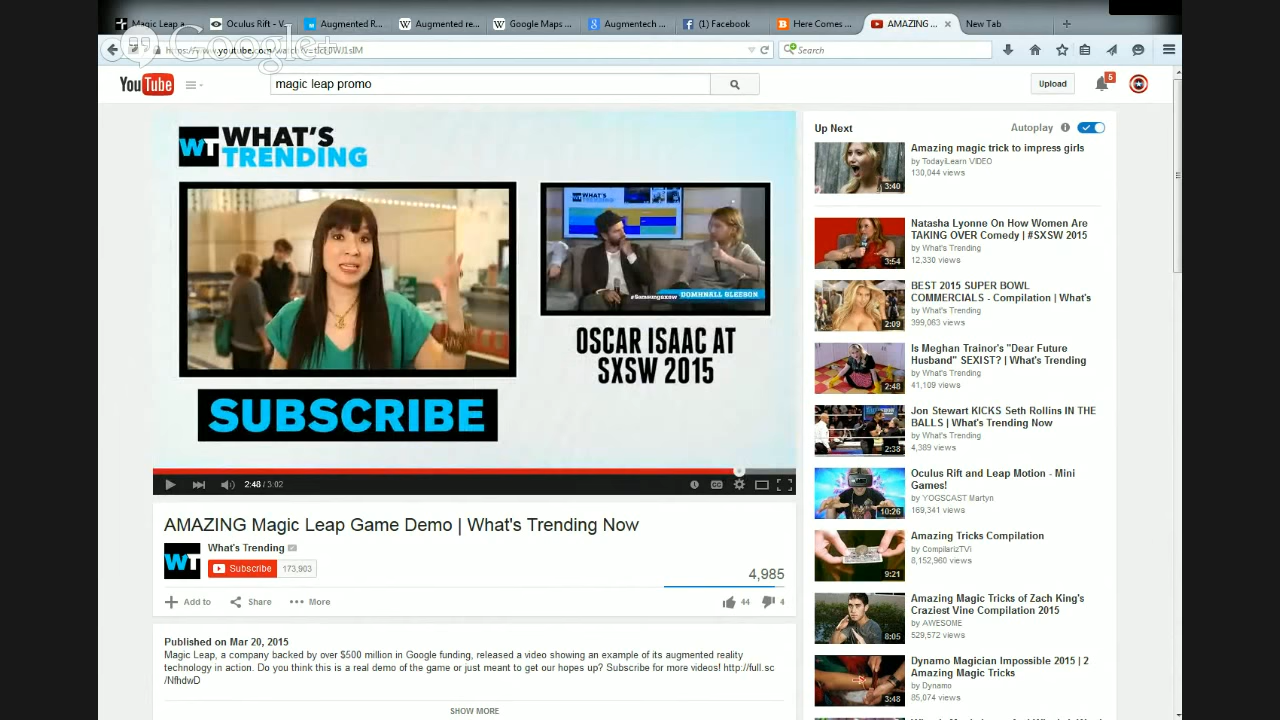 Magic Leap a...
Oculus Rift - V...
Augmented R...
Augmented re...
Google Maps ...
Augmentech ...
(1) Facebook
Here Comes ...
AMAZING ...
New Tab
Google+
Search
YouTube
magic leap promo
Upload
5
WT WHAT'S
TRENDING
WHAT'S
TRENDING
#Samsungsxsw
DOMHNALL GLEESON
OSCAR ISAAC AT
SXSW 2015
SUBSCRIBE
2:48 / 3:02
AMAZING Magic Leap Game Demo | What's Trending Now
WT
What's Trending
Subscribe 173,903
4,985
Add to
Share
More
44
4
Published on Mar 20, 2015
Magic Leap, a company backed by over $500 million in Google funding, released a video showing an example of its augmented reality
technology in action. Do you think this is a real demo of the game or just meant to get our hopes up? Subscribe for more videos! http://full.sc
/NfhdwD
SHOW MORE
Up Next
Autoplay
Amazing magic trick to impress girls
by TodayiLearn VIDEO
130,044 views
3:40
Natasha Lyonne On How Women Are
TAKING OVER Comedy | #SXSW 2015
by What's Trending
12,330 views
3:54
BEST 2015 SUPER BOWL
COMMERCIALS - Compilation | What's
by What's Trending
399,063 views
2:09
Is Meghan Trainor's "Dear Future
Husband" SEXIST? | What's Trending
by What's Trending
41,109 views
2:48
Jon Stewart KICKS Seth Rollins IN THE
BALLS | What's Trending Now
by What's Trending
4,389 views
2:38
Oculus Rift and Leap Motion - Mini
Games!
by YOGSCAST Martyn
169,341 views
10:26
Amazing Tricks Compilation
by CompilarizTVi
8,152,960 views
9:21
Amazing Magic Tricks of Zach King's
Craziest Vine Compilation 2015
by AWESOME
529,572 views
8:05
Dynamo Magician Impossible 2015 | 2
Amazing Magic Tricks
by Dynamo
85,074 views
3:48